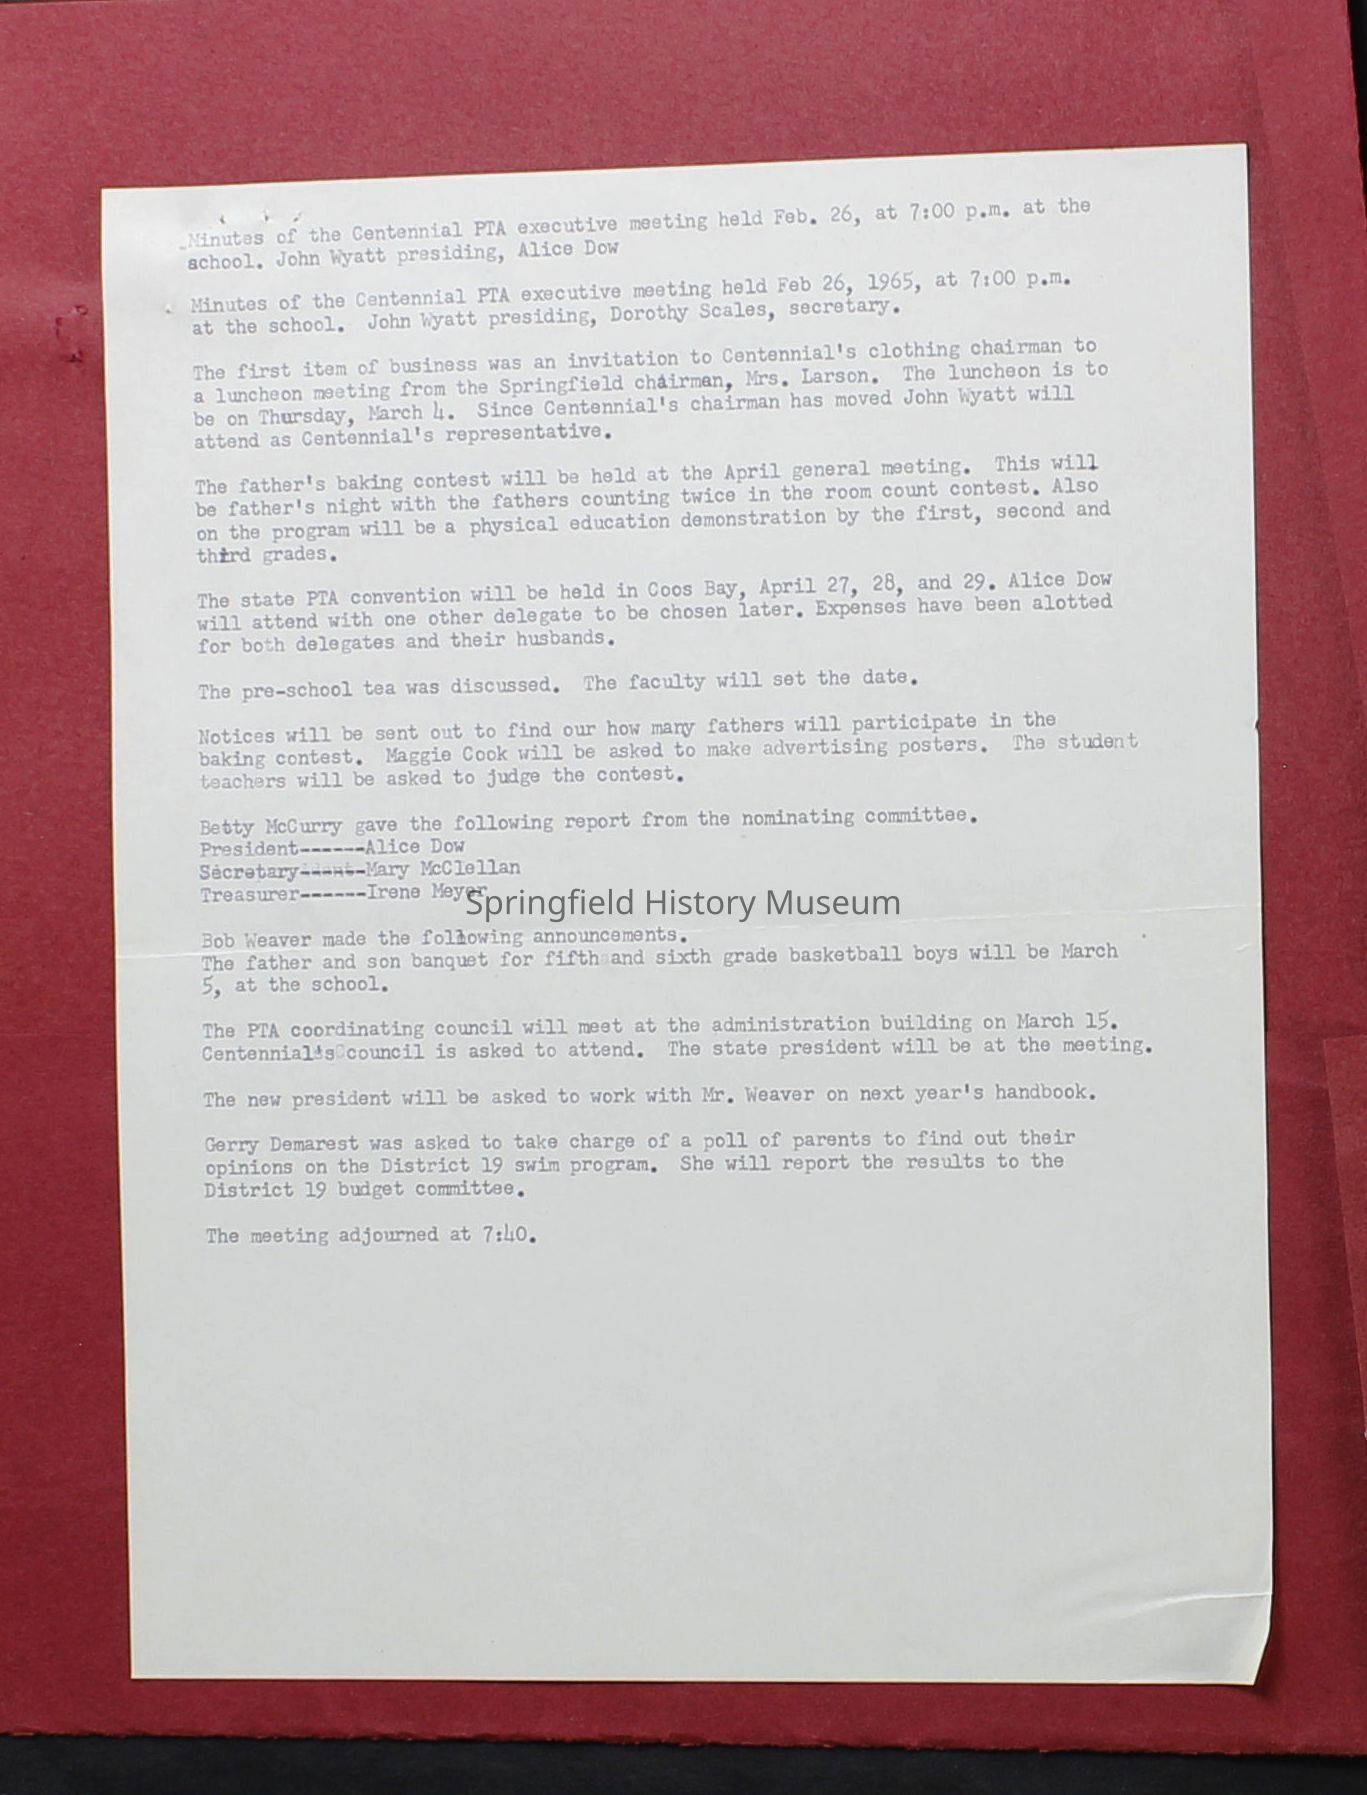 Minutes of the Centennial PTA executive meeting held Feb. 26, at 7:00 p.m. at the
school. John Wyatt presiding, Alice Dow
Minutes of the Centennial PTA executive meeting held Feb 26, 1965, at 7:00 p.m.
at the school. John Wyatt presiding, Dorothy Scales, secretary.
The first item of business was an invitation to Centennial's clothing chairman to
a luncheon meeting from the Springfield chairman, Mrs. Larson. The luncheon is to
be on Thursday, March 4. Since Centennial's chairman has moved John Wyatt will
attend as Centennial's representative.
The father's baking contest will be held at the April general meeting. This will
be father's night with the fathers counting twice in the room count contest. Also
on the program will be a physical education demonstration by the first, second and
third grades.
The state PTA convention will be held in Coos Bay, April 27, 28, and 29. Alice Dow
will attend with one other delegate to be chosen later. Expenses have been alotted
for both delegates and their husbands.
The pre-school tea was discussed. The faculty will set the date.
Notices will be sent out to find our how many fathers will participate in the
baking contest. Maggie Cook will be asked to make advertising posters. The student
teachers will be asked to judge the contest.
Betty McCurry gave the following report from the nominating committee.
President------Alice Dow
Secretary------Mary McClellan
Treasurer------Irene Meyer
Springfield History Museum
Bob Weaver made the following announcements.
The father and son banquet for fifth and sixth grade basketball boys will be March
5, at the school.
The PTA coordinating council will meet at the administration building on March 15.
Centennial's council is asked to attend. The state president will be at the meeting.
The new president will be asked to work with Mr. Weaver on next year's handbook.
Gerry Demarest was asked to take charge of a poll of parents to find out their
opinions on the District 19 swim program. She will report the results to the
District 19 budget committee.
The meeting adjourned at 7:40.